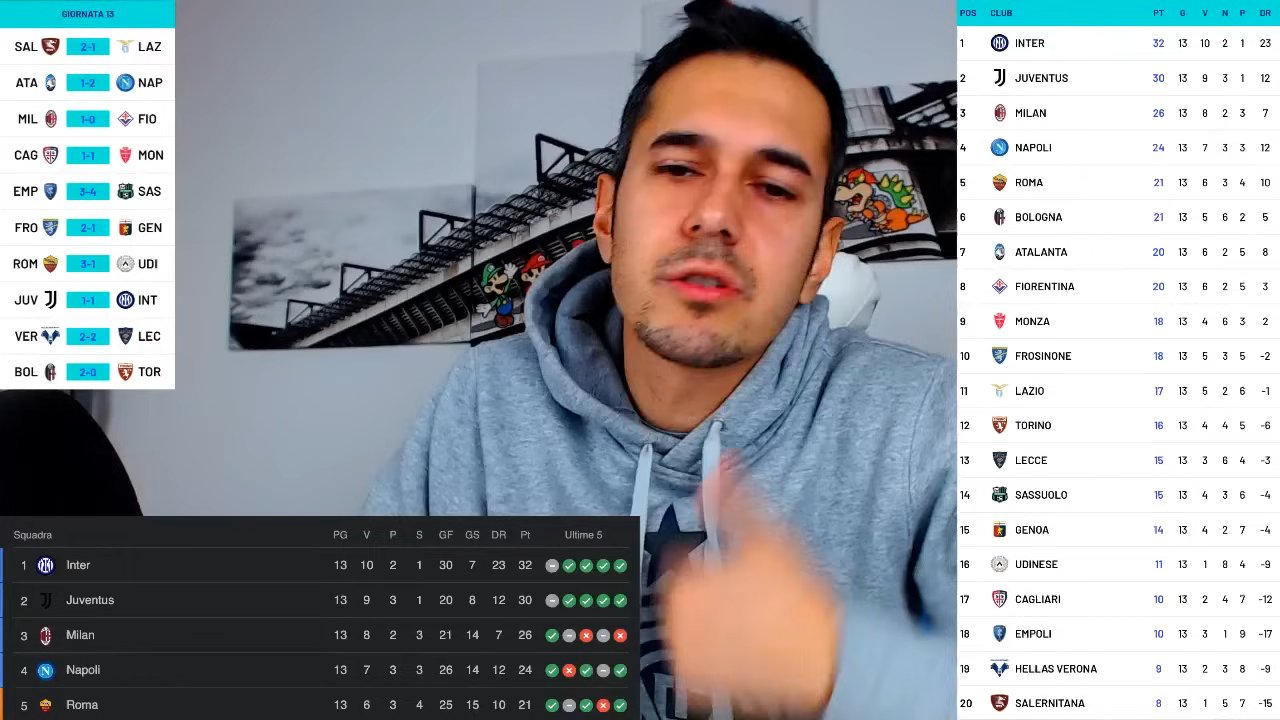 GIORNATA 13
SAL 2-1 LAZ
ATA 1-2 NAP
MIL 1-0 FIO
CAG 1-1 MON
EMP 3-4 SAS
FRO 2-1 GEN
ROM 3-1 UDI
JUV 1-1 INT
VER 2-2 LEC
BOL 2-0 TOR
POS CLUB PT G V N P DR
1 INTER 32 13 10 2 1 23
2 JUVENTUS 30 13 9 3 1 12
3 MILAN 26 13 8 2 3 7
4 NAPOLI 24 13 7 3 3 12
5 ROMA 21 13 6 3 4 10
6 BOLOGNA 21 13 5 6 2 5
7 ATALANTA 20 13 6 2 5 8
8 FIORENTINA 20 13 6 2 5 3
9 MONZA 18 13 4 6 3 1
10 FROSINONE 18 13 5 3 5 -2
11 LAZIO 17 13 5 2 6 -1
12 TORINO 16 13 4 4 5 -6
13 LECCE 15 13 3 6 4 -3
14 SASSUOLO 15 13 4 3 6 -4
15 GENOA 14 13 4 2 7 -4
16 UDINESE 11 13 1 8 4 -9
17 CAGLIARI 10 13 2 4 7 -12
18 EMPOLI 10 13 3 1 9 -17
19 HELLAS VERONA 9 13 2 3 8 -8
20 SALERNITANA 8 13 1 5 7 -15
Squadra PG V P S GF GS DR Pt Ultime 5
1 Inter 13 10 2 1 30 7 23 32
2 Juventus 13 9 3 1 20 8 12 30
3 Milan 13 8 2 3 21 14 7 26
4 Napoli 13 7 3 3 26 14 12 24
5 Roma 13 6 3 4 25 15 10 21